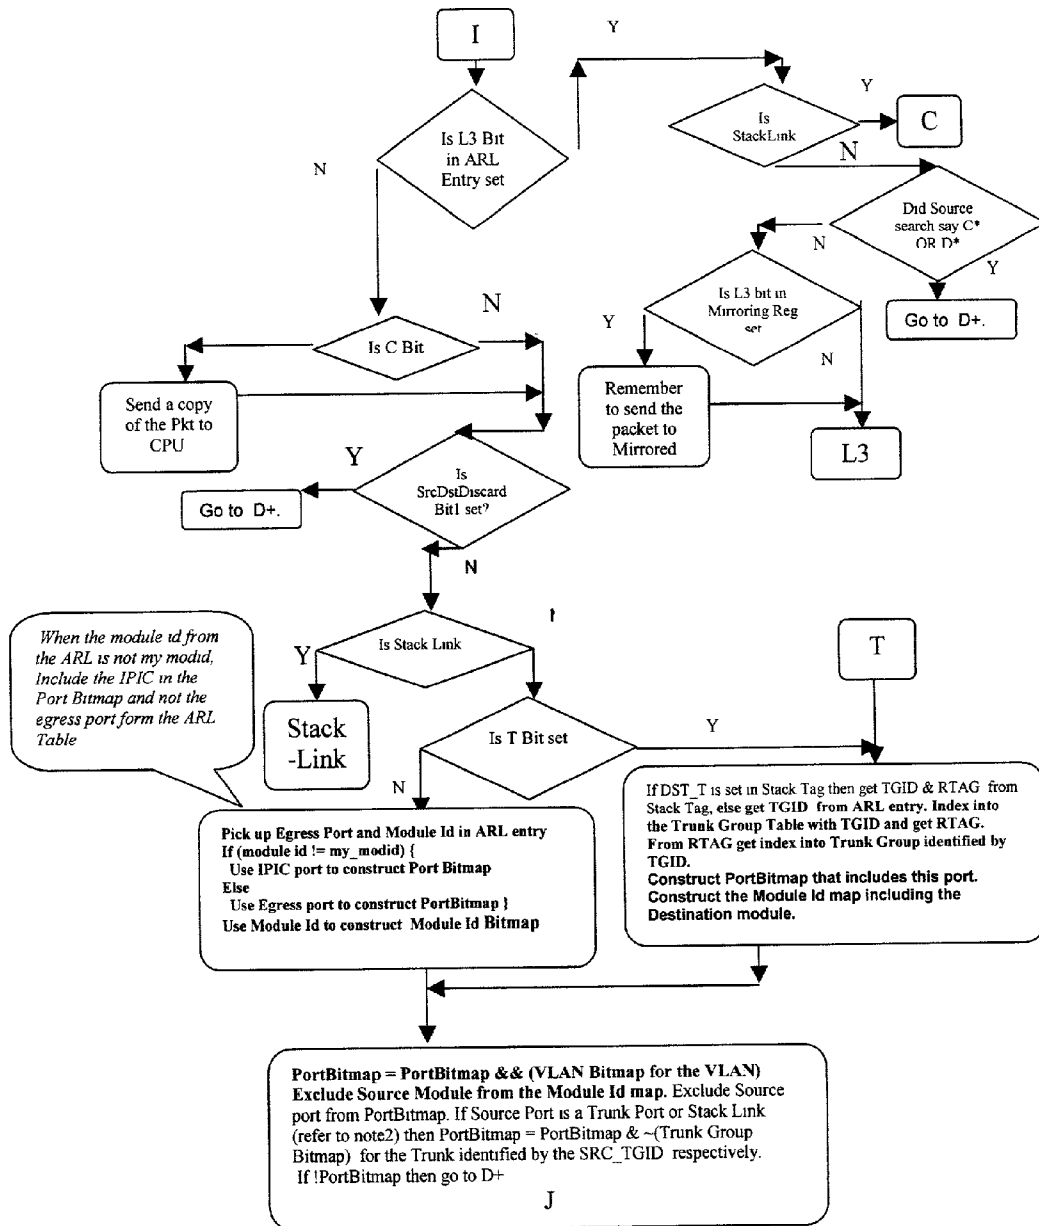 I
Y
Is L3 Bit
in ARL
Entry set
N
Is
StackLink
Y
C
N
Did Source
search say C*
OR D*
N
Y
Go to D+.
Is L3 bit in
Mirroring Reg
set
Y
N
Remember
to send the
packet to
Mirrored
L3
N
Is C Bit
Send a copy
of the Pkt to
CPU
Y
Is
SrcDstDiscard
Bit1 set?
Go to D+.
N
When the module id from
the ARL is not my modid,
include the IPIC in the
Port Bitmap and not the
egress port form the ARL
Table
Is Stack Link
Y
Stack
-Link
T
Is T Bit set
Y
N
Pick up Egress Port and Module Id in ARL entry
If (module id != my_modid) {
Use IPIC port to construct Port Bitmap
Else
Use Egress port to construct PortBitmap }
Use Module Id to construct Module Id Bitmap
If DST_T is set in Stack Tag then get TGID & RTAG from
Stack Tag, else get TGID from ARL entry. Index into
the Trunk Group Table with TGID and get RTAG.
From RTAG get index into Trunk Group identified by
TGID.
Construct PortBitmap that includes this port.
Construct the Module Id map including the
Destination module.
PortBitmap = PortBitmap && (VLAN Bitmap for the VLAN)
Exclude Source Module from the Module Id map. Exclude Source
port from PortBitmap. If Source Port is a Trunk Port or Stack Link
(refer to note2) then PortBitmap = PortBitmap & ~(Trunk Group
Bitmap) for the Trunk identified by the SRC_TGID respectively.
If !PortBitmap then go to D+
J